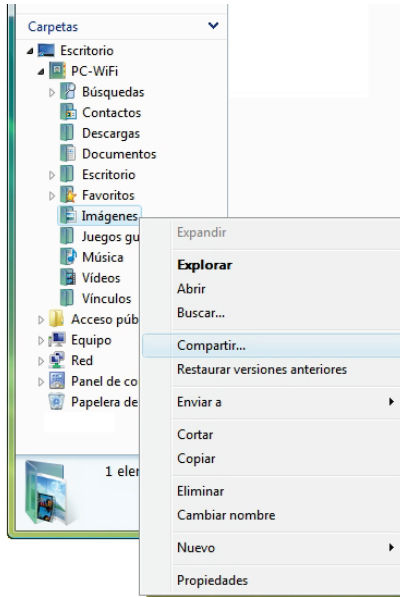 Carpetas
Escritorio
PC-WiFi
Búsquedas
Contactos
Descargas
Documentos
Escritorio
Favoritos
Imágenes
Juegos gu
Música
Vídeos
Vínculos
Acceso púb
Equipo
Red
Panel de co
Papelera de
1 eler
Expandir
Explorar
Abrir
Buscar...
Compartir...
Restaurar versiones anteriores
Enviar a
Cortar
Copiar
Eliminar
Cambiar nombre
Nuevo
Propiedades